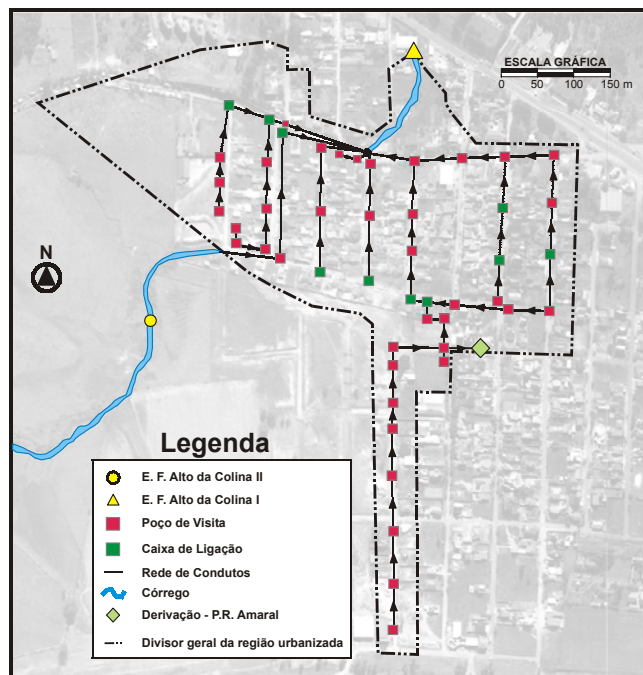 ESCALA GRÁFICA
0 50 100 150 m
N
Legenda
E. F. Alto da Colina II
E. F. Alto da Colina I
Poço de Visita
Caixa de Ligação
Rede de Condutos
Córrego
Derivação - P.R. Amaral
Divisor geral da região urbanizada